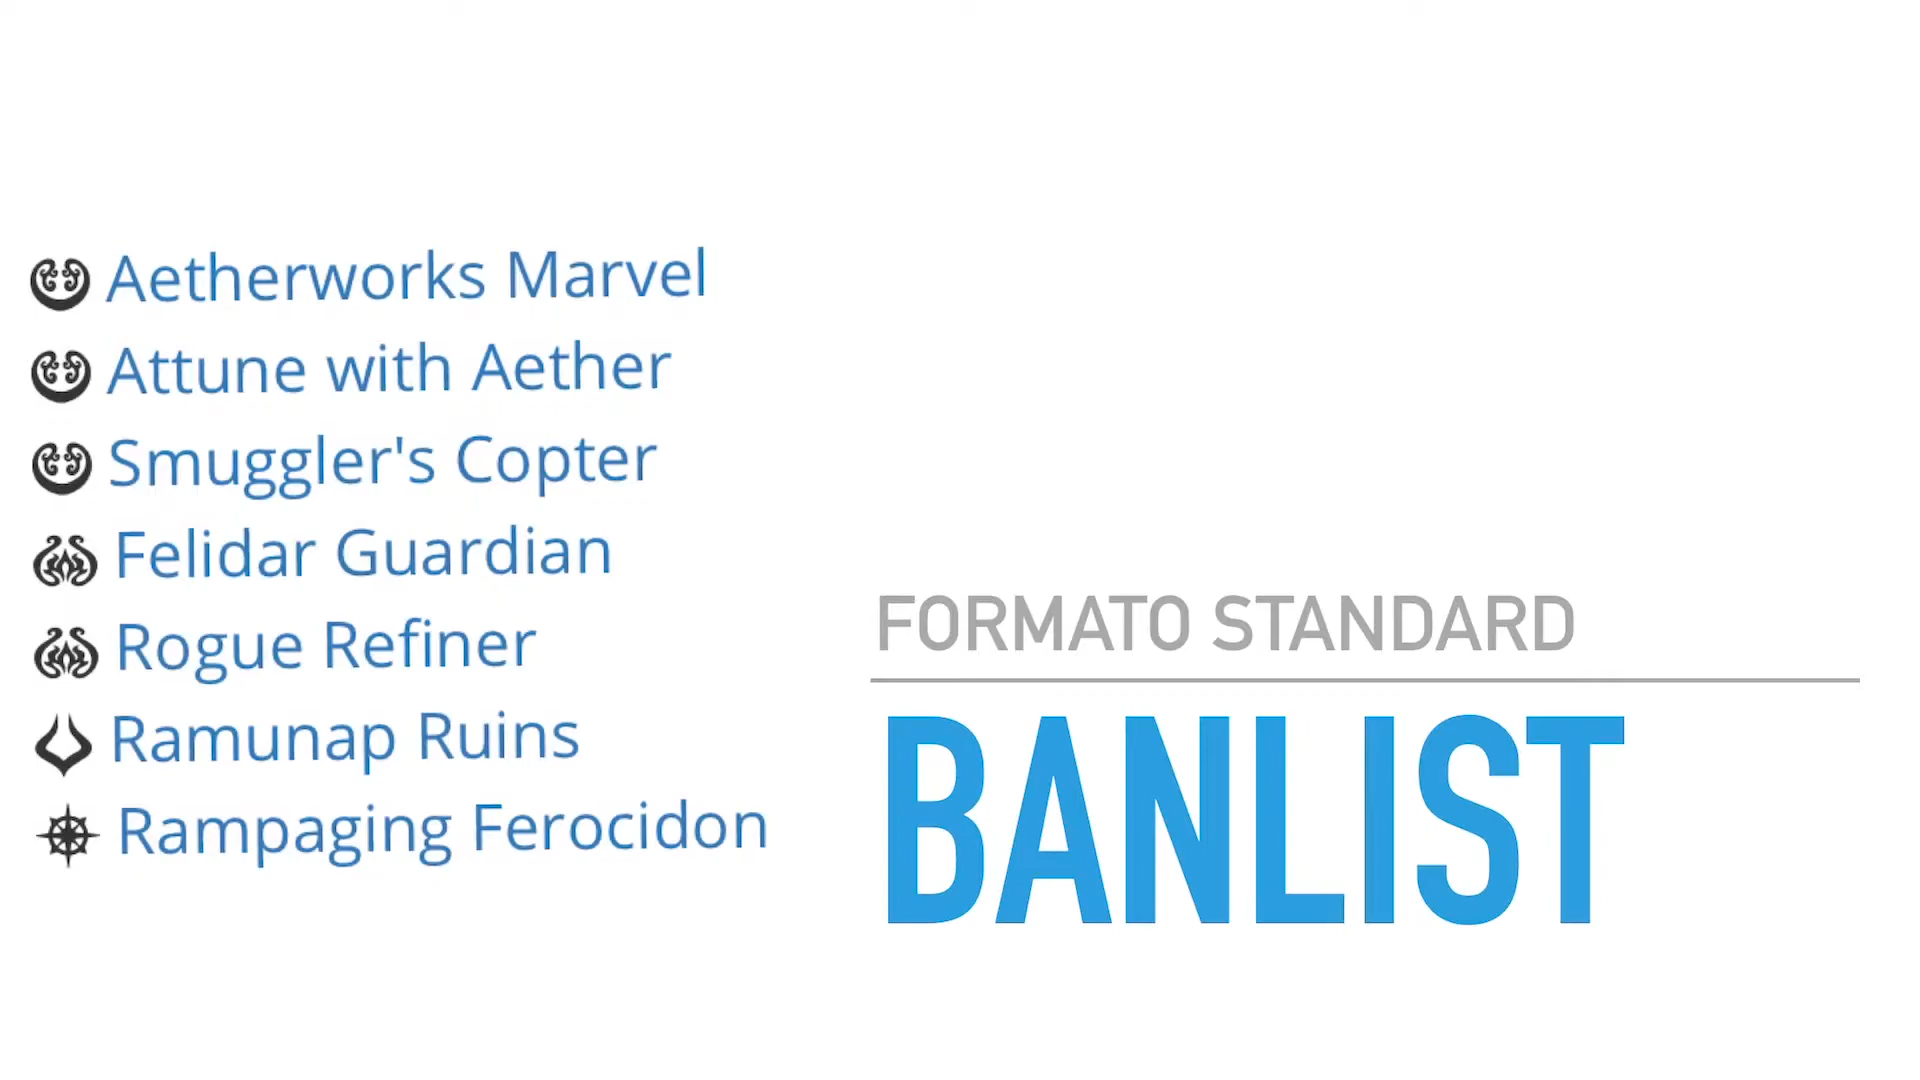 Aetherworks Marvel
Attune with Aether
Smuggler's Copter
Felidar Guardian
Rogue Refiner
Ramunap Ruins
Rampaging Ferocidon
FORMATO STANDARD
BANLIST